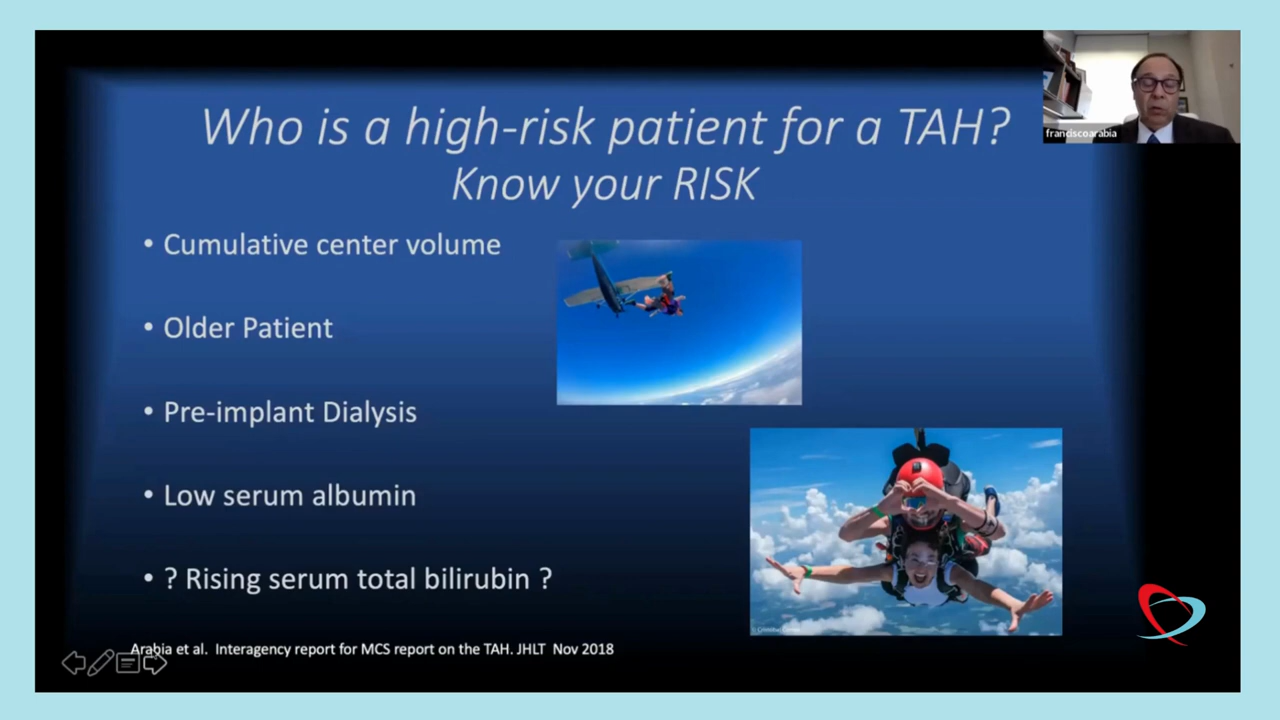 Who is a high-risk patient for a TAH?
Know your RISK
franciscoarabia
• Cumulative center volume
• Older Patient
• Pre-implant Dialysis
• Low serum albumin
• ? Rising serum total bilirubin ?
Arabia et al. Interagency report for MCS report on the TAH. JHLT Nov 2018